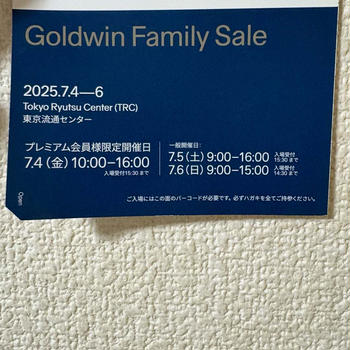 Goldwin Family Sale
2025.7.4—6
Tokyo Ryutsu Center (TRC)
東京流通センター
プレミアム会員様限定開催日
7.4（金）10:00–16:00
入場受付15:30まで
一般開催日：
7.5（土）9:00–16:00 入場受付15:30まで
7.6（日）9:00–15:00 入場受付14:30まで
ご入場にはこの面のバーコードが必要です。必ずハガキを全てご持参ください。
Open